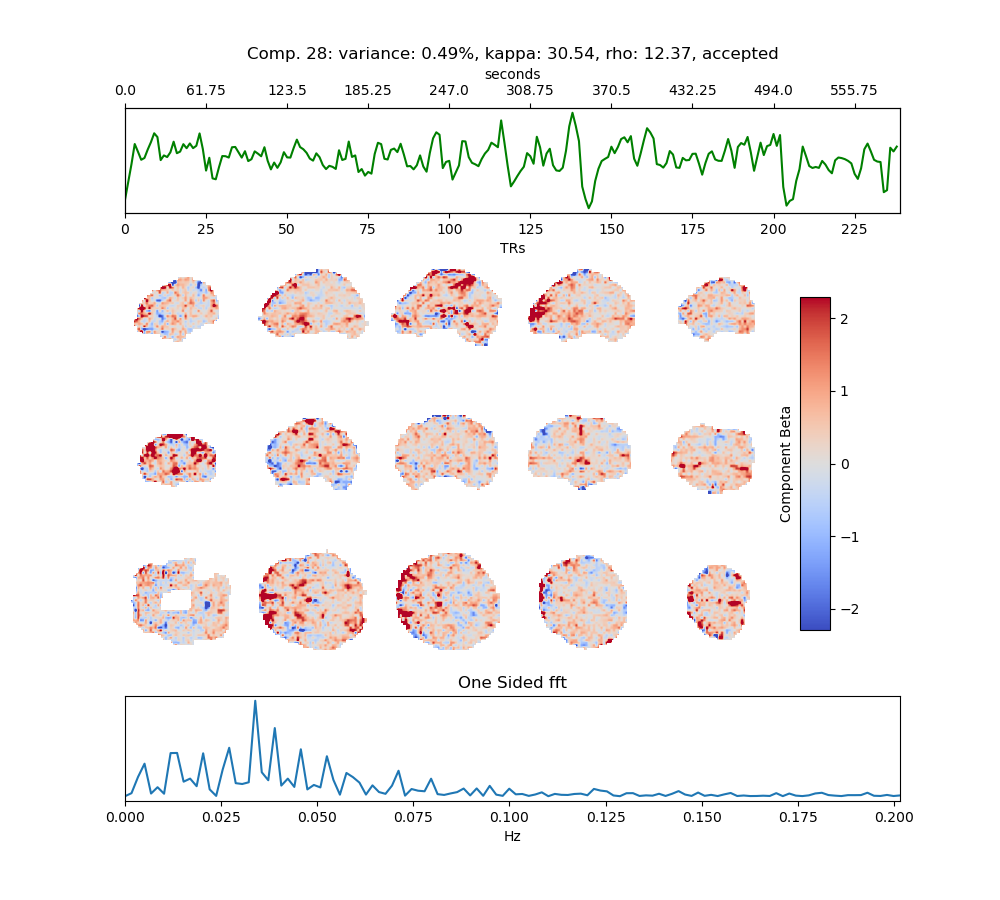 Comp. 28: variance: 0.49%, kappa: 30.54, rho: 12.37, accepted
seconds
0.0 61.75 123.5 185.25 247.0 308.75 370.5 432.25 494.0 555.75
0 25 50 75 100 125 150 175 200 225
TRs
2
1
0
−1
−2
Component Beta
One Sided fft
0.000 0.025 0.050 0.075 0.100 0.125 0.150 0.175 0.200
Hz